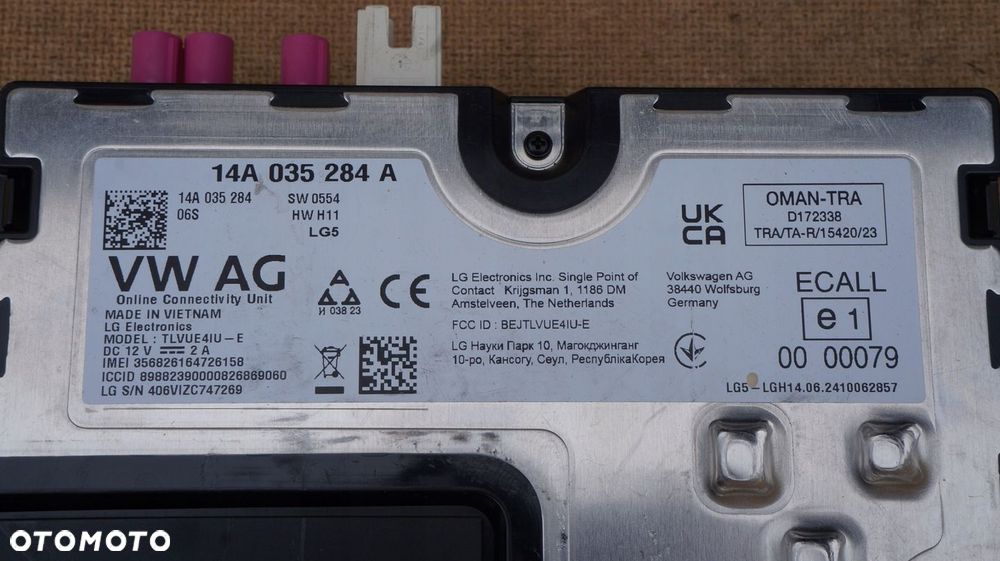 14A 035 284 A
14A 035 284 SW 0554
06S HW H11
LG5
VW AG
Online Connectivity Unit
MADE IN VIETNAM
LG Electronics
MODEL : TLVUE4IU-E
DC 12 V 2 A
IMEI 356826164726158
ICCID 89882390000826869060
LG S/N 406VIZC747269
И 038 23
CE
LG Electronics Inc. Single Point of
Contact Krijgsman 1, 1186 DM
Amstelveen, The Netherlands
FCC ID : BEJTLVUE4IU-E
LG Науки Парк 10, Магокджинганг
10-ро, Кансогу, Сеул, РеспублікаКорея
UK
CA
OMAN-TRA
D172338
TRA/TA-R/15420/23
Volkswagen AG
38440 Wolfsburg
Germany
ECALL
e1
00 00079
LG5-LGH14.06.2410062857
OTOMOTO